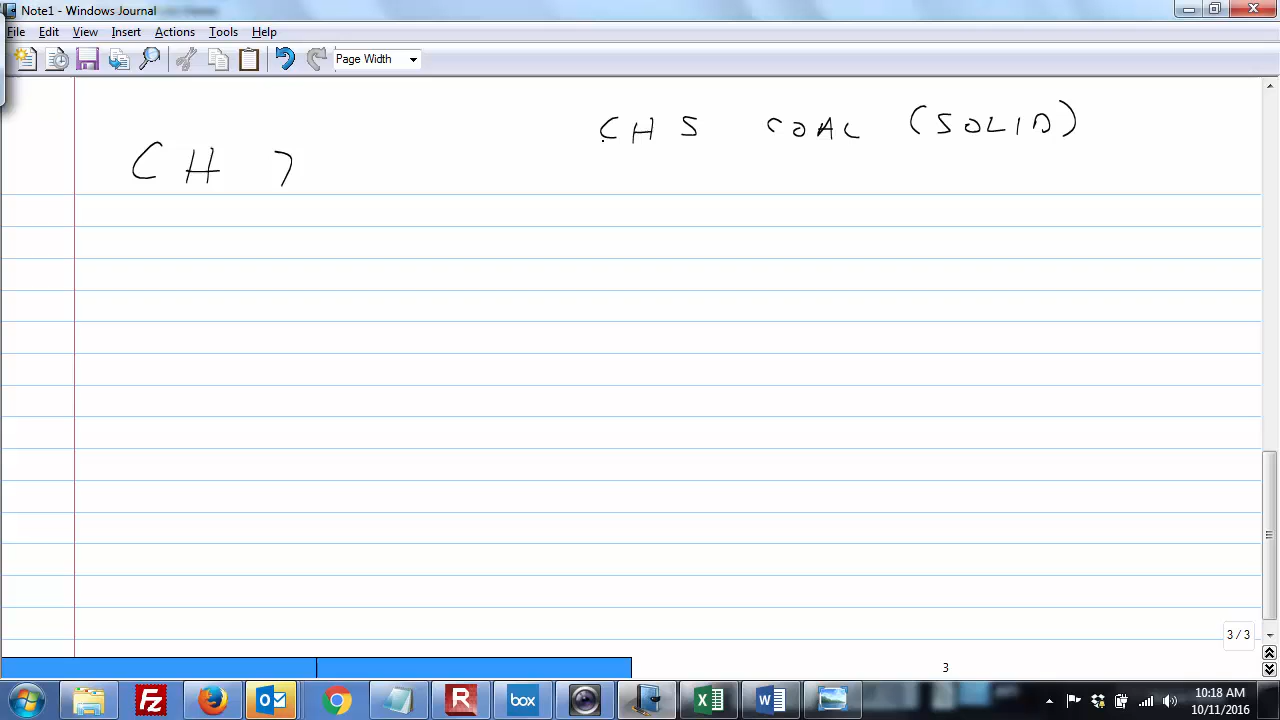 Note1 - Windows Journal
File Edit View Insert Actions Tools Help
Page Width
CH 5 COAL (SOLID)
CH 7
3 / 3
3
box
10:18 AM
10/11/2016